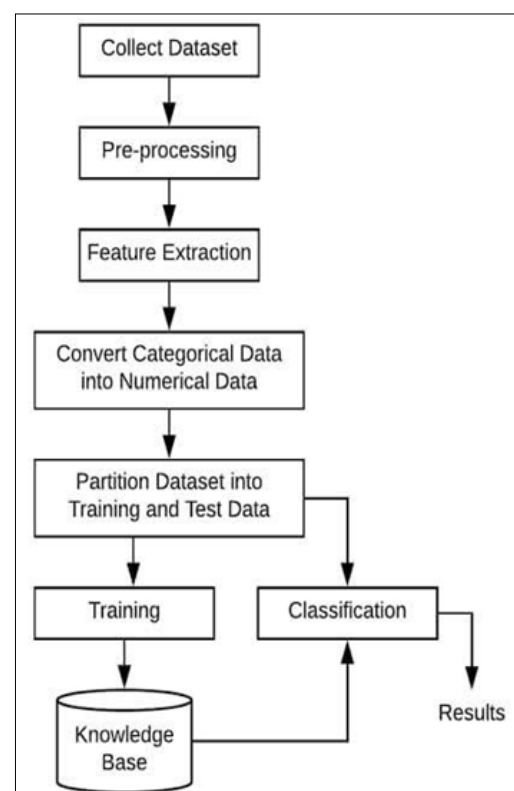 Collect Dataset
Pre-processing
Feature Extraction
Convert Categorical Data
into Numerical Data
Partition Dataset into
Training and Test Data
Training
Classification
Knowledge
Base
Results